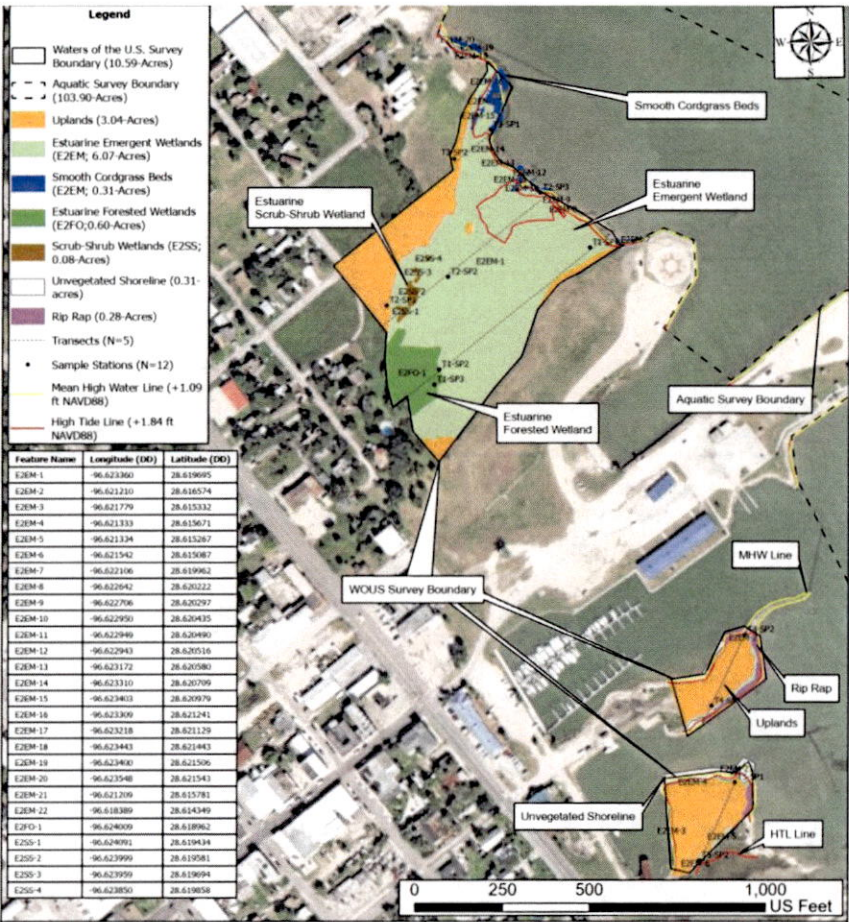 Legend
Waters of the U.S. Survey
Boundary (10.59-Acres)
Aquatic Survey Boundary
(103.90-Acres)
Uplands (3.04-Acres)
Estuarine Emergent Wetlands
(E2EM; 6.07-Acres)
Smooth Cordgrass Beds
(E2EM; 0.31-Acres)
Estuarine Forested Wetlands
(E2FO;0.60-Acres)
Scrub-Shrub Wetlands (E2SS;
0.08-Acres)
Unvegetated Shoreline (0.31-
acres)
Rip Rap (0.28-Acres)
Transects (N=5)
Sample Stations (N=12)
Mean High Water Line (+1.09
ft NAVD88)
High Tide Line (+1.84 ft
NAVD88)
N
W E
S
Smooth Cordgrass Beds
Estuarine
Emergent Wetland
Estuarine
Scrub-Shrub Wetland
E2SS-4
E2EM-1
E2SS-3
T2-SP2
E2SS-1
E2FO-1
T1-SP2
T1-SP3
Estuarine
Forested Wetland
Aquatic Survey Boundary
MHW Line
WOUS Survey Boundary
Rip Rap
Uplands
E2EM-4
Unvegetated Shoreline
HTL Line
Feature Name Longitude (DD) Latitude (DD)
E2EM-1 -96.623360 28.619695
E2EM-2 -96.621210 28.616574
E2EM-3 -96.621779 28.615332
E2EM-4 -96.621333 28.615671
E2EM-5 -96.621334 28.615267
E2EM-6 -96.621542 28.615087
E2EM-7 -96.622106 28.619962
E2EM-8 -96.622642 28.620222
E2EM-9 -96.622706 28.620297
E2EM-10 -96.622950 28.620435
E2EM-11 -96.622949 28.620490
E2EM-12 -96.622943 28.620516
E2EM-13 -96.623172 28.620580
E2EM-14 -96.623310 28.620709
E2EM-15 -96.623403 28.620979
E2EM-16 -96.623309 28.621241
E2EM-17 -96.623218 28.621129
E2EM-18 -96.623443 28.621443
E2EM-19 -96.623400 28.621506
E2EM-20 -96.623548 28.621543
E2EM-21 -96.621209 28.615781
E2EM-22 -96.618389 28.614349
E2FO-1 -96.624009 28.618962
E2SS-1 -96.624091 28.619434
E2SS-2 -96.623999 28.619581
E2SS-3 -96.623959 28.619694
E2SS-4 -96.623850 28.619858
0 250 500 1,000
US Feet